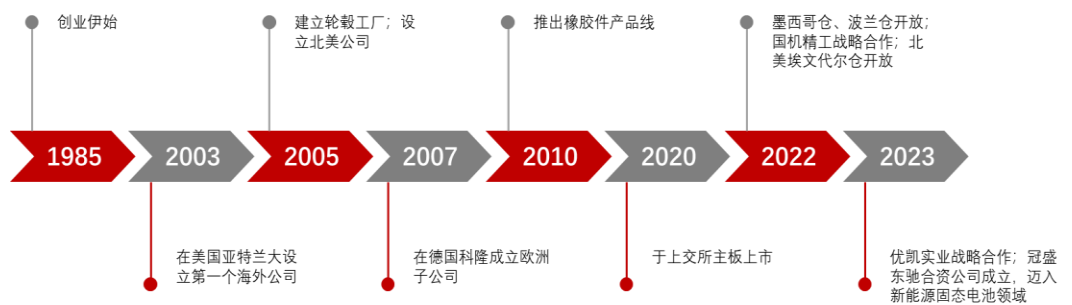 创业伊始
建立轮毂工厂；设
立北美公司
推出橡胶件产品线
墨西哥仓、波兰仓开放；
国机精工战略合作；北
美埃文代尔仓开放
1985
2003
2005
2007
2010
2020
2022
2023
在美国亚特兰大设
立第一个海外公司
在德国科隆成立欧洲
子公司
于上交所主板上市
优凯实业战略合作；冠盛
东驰合资公司成立，迈入
新能源固态电池领域